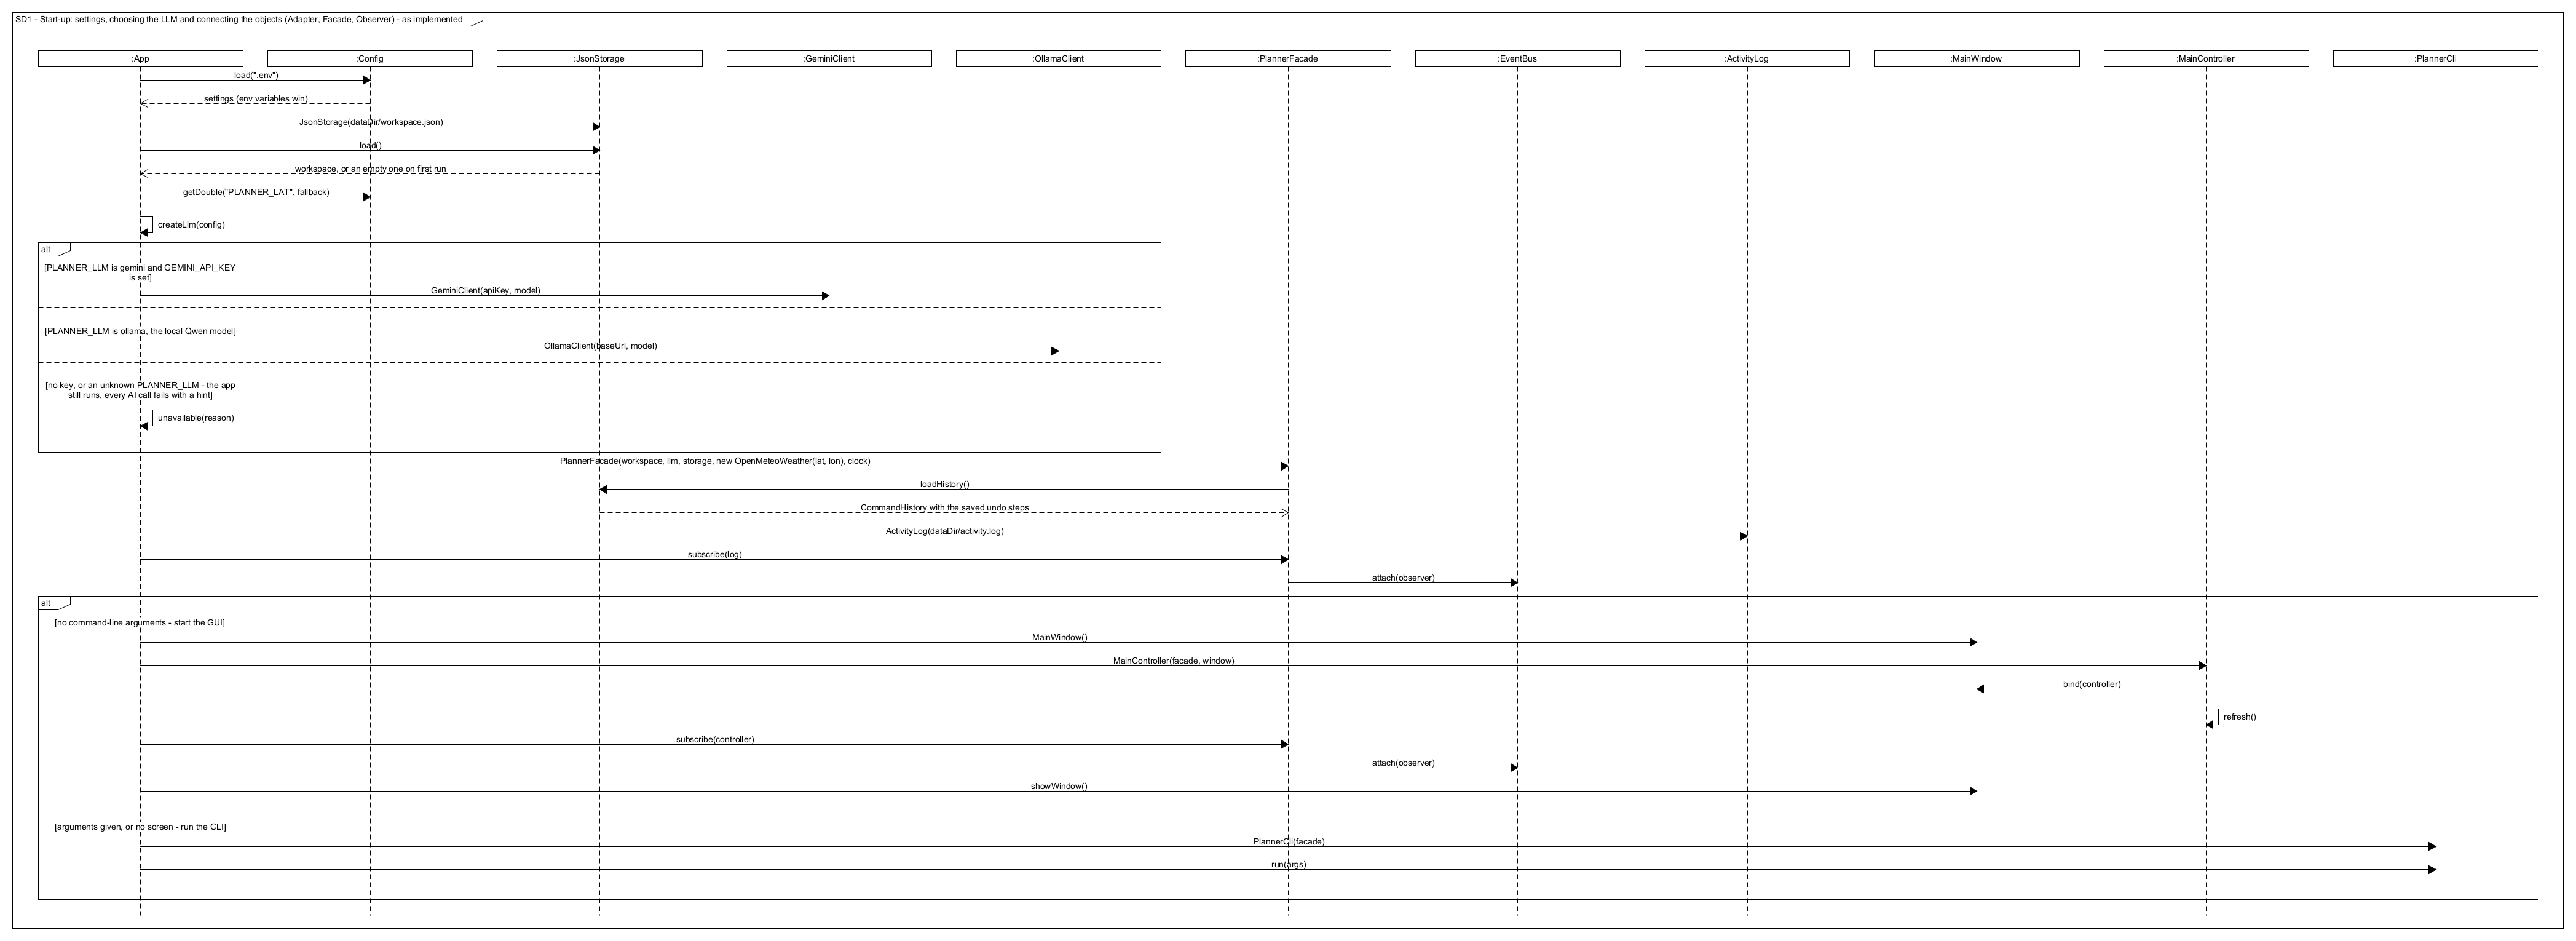 SD1 - Start-up: settings, choosing the LLM and connecting the objects (Adapter, Facade, Observer) - as implemented
:App
:Config
:JsonStorage
:GeminiClient
:OllamaClient
:PlannerFacade
:EventBus
:ActivityLog
:MainWindow
:MainController
:PlannerCli
load(".env")
settings (env variables win)
JsonStorage(dataDir/workspace.json)
load()
workspace, or an empty one on first run
getDouble("PLANNER_LAT", fallback)
createLlm(config)
alt
[PLANNER_LLM is gemini and GEMINI_API_KEY
is set]
GeminiClient(apiKey, model)
[PLANNER_LLM is ollama, the local Qwen model]
OllamaClient(baseUrl, model)
[no key, or an unknown PLANNER_LLM - the app
still runs, every AI call fails with a hint]
unavailable(reason)
PlannerFacade(workspace, llm, storage, new OpenMeteoWeather(lat, lon), clock)
loadHistory()
CommandHistory with the saved undo steps
ActivityLog(dataDir/activity.log)
subscribe(log)
attach(observer)
alt
[no command-line arguments - start the GUI]
MainWindow()
MainController(facade, window)
bind(controller)
refresh()
subscribe(controller)
attach(observer)
showWindow()
[arguments given, or no screen - run the CLI]
PlannerCli(facade)
run(args)